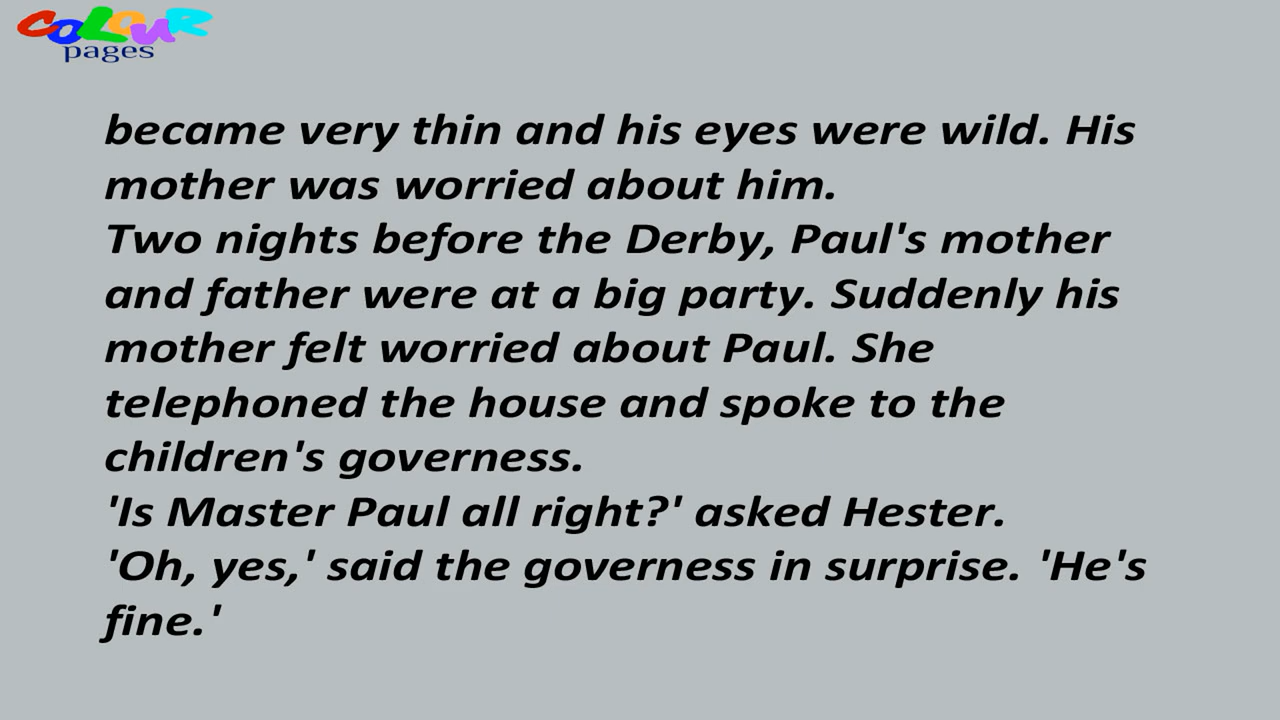 COLOUR
pages
became very thin and his eyes were wild. His
mother was worried about him.
Two nights before the Derby, Paul's mother
and father were at a big party. Suddenly his
mother felt worried about Paul. She
telephoned the house and spoke to the
children's governess.
'Is Master Paul all right?' asked Hester.
'Oh, yes,' said the governess in surprise. 'He's
fine.'